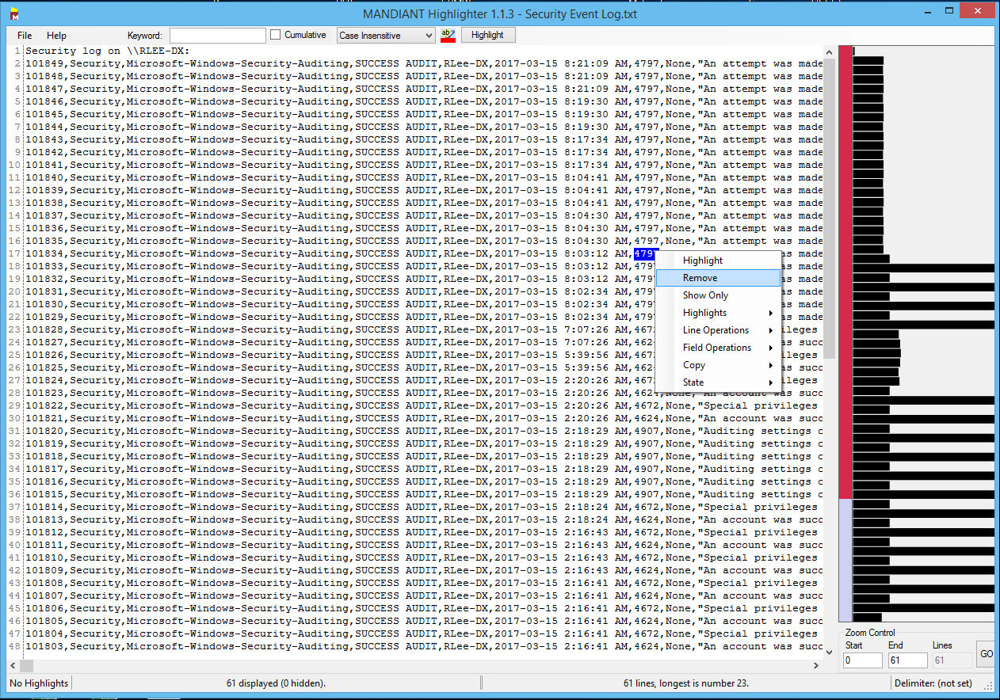 MANDIANT Highlighter 1.1.3 - Security Event Log.txt
File Help Keyword: Cumulative Case Insensitive ab Highlight
1 Security log on \\RLEE-DX:
2 101849,Security,Microsoft-Windows-Security-Auditing,SUCCESS AUDIT,RLee-DX,2017-03-15 8:21:09 AM,4797,None,"An attempt was made
3 101848,Security,Microsoft-Windows-Security-Auditing,SUCCESS AUDIT,RLee-DX,2017-03-15 8:21:09 AM,4797,None,"An attempt was made
4 101847,Security,Microsoft-Windows-Security-Auditing,SUCCESS AUDIT,RLee-DX,2017-03-15 8:21:09 AM,4797,None,"An attempt was made
5 101846,Security,Microsoft-Windows-Security-Auditing,SUCCESS AUDIT,RLee-DX,2017-03-15 8:19:30 AM,4797,None,"An attempt was made
6 101845,Security,Microsoft-Windows-Security-Auditing,SUCCESS AUDIT,RLee-DX,2017-03-15 8:19:30 AM,4797,None,"An attempt was made
7 101844,Security,Microsoft-Windows-Security-Auditing,SUCCESS AUDIT,RLee-DX,2017-03-15 8:19:30 AM,4797,None,"An attempt was made
8 101843,Security,Microsoft-Windows-Security-Auditing,SUCCESS AUDIT,RLee-DX,2017-03-15 8:17:34 AM,4797,None,"An attempt was made
9 101842,Security,Microsoft-Windows-Security-Auditing,SUCCESS AUDIT,RLee-DX,2017-03-15 8:17:34 AM,4797,None,"An attempt was made
10 101841,Security,Microsoft-Windows-Security-Auditing,SUCCESS AUDIT,RLee-DX,2017-03-15 8:17:34 AM,4797,None,"An attempt was made
11 101840,Security,Microsoft-Windows-Security-Auditing,SUCCESS AUDIT,RLee-DX,2017-03-15 8:04:41 AM,4797,None,"An attempt was made
12 101839,Security,Microsoft-Windows-Security-Auditing,SUCCESS AUDIT,RLee-DX,2017-03-15 8:04:41 AM,4797,None,"An attempt was made
13 101838,Security,Microsoft-Windows-Security-Auditing,SUCCESS AUDIT,RLee-DX,2017-03-15 8:04:41 AM,4797,None,"An attempt was made
14 101837,Security,Microsoft-Windows-Security-Auditing,SUCCESS AUDIT,RLee-DX,2017-03-15 8:04:30 AM,4797,None,"An attempt was made
15 101836,Security,Microsoft-Windows-Security-Auditing,SUCCESS AUDIT,RLee-DX,2017-03-15 8:04:30 AM,4797,None,"An attempt was made
16 101835,Security,Microsoft-Windows-Security-Auditing,SUCCESS AUDIT,RLee-DX,2017-03-15 8:04:30 AM,4797,None,"An attempt was made
17 101834,Security,Microsoft-Windows-Security-Auditing,SUCCESS AUDIT,RLee-DX,2017-03-15 8:03:12 AM,4797 s made
18 101833,Security,Microsoft-Windows-Security-Auditing,SUCCESS AUDIT,RLee-DX,2017-03-15 8:03:12 AM,4797 s made
19 101832,Security,Microsoft-Windows-Security-Auditing,SUCCESS AUDIT,RLee-DX,2017-03-15 8:03:12 AM,4797 s made
20 101831,Security,Microsoft-Windows-Security-Auditing,SUCCESS AUDIT,RLee-DX,2017-03-15 8:02:34 AM,4797 s made
21 101830,Security,Microsoft-Windows-Security-Auditing,SUCCESS AUDIT,RLee-DX,2017-03-15 8:02:34 AM,4797 s made
22 101829,Security,Microsoft-Windows-Security-Auditing,SUCCESS AUDIT,RLee-DX,2017-03-15 8:02:34 AM,4797 s made
23 101828,Security,Microsoft-Windows-Security-Auditing,SUCCESS AUDIT,RLee-DX,2017-03-15 7:07:26 AM,467 ileges
24 101827,Security,Microsoft-Windows-Security-Auditing,SUCCESS AUDIT,RLee-DX,2017-03-15 7:07:26 AM,462 s succ
25 101826,Security,Microsoft-Windows-Security-Auditing,SUCCESS AUDIT,RLee-DX,2017-03-15 5:39:56 AM,467 ileges
26 101825,Security,Microsoft-Windows-Security-Auditing,SUCCESS AUDIT,RLee-DX,2017-03-15 5:39:56 AM,462 s succ
27 101824,Security,Microsoft-Windows-Security-Auditing,SUCCESS AUDIT,RLee-DX,2017-03-15 2:20:26 AM,467 ileges
28 101823,Security,Microsoft-Windows-Security-Auditing,SUCCESS AUDIT,RLee-DX,2017-03-15 2:20:26 AM,4624,None,"An account was succ
29 101822,Security,Microsoft-Windows-Security-Auditing,SUCCESS AUDIT,RLee-DX,2017-03-15 2:20:26 AM,4672,None,"Special privileges
30 101821,Security,Microsoft-Windows-Security-Auditing,SUCCESS AUDIT,RLee-DX,2017-03-15 2:20:26 AM,4624,None,"An account was succ
31 101820,Security,Microsoft-Windows-Security-Auditing,SUCCESS AUDIT,RLee-DX,2017-03-15 2:18:29 AM,4907,None,"Auditing settings c
32 101819,Security,Microsoft-Windows-Security-Auditing,SUCCESS AUDIT,RLee-DX,2017-03-15 2:18:29 AM,4907,None,"Auditing settings c
33 101818,Security,Microsoft-Windows-Security-Auditing,SUCCESS AUDIT,RLee-DX,2017-03-15 2:18:29 AM,4907,None,"Auditing settings c
34 101817,Security,Microsoft-Windows-Security-Auditing,SUCCESS AUDIT,RLee-DX,2017-03-15 2:18:29 AM,4907,None,"Auditing settings c
35 101816,Security,Microsoft-Windows-Security-Auditing,SUCCESS AUDIT,RLee-DX,2017-03-15 2:18:29 AM,4907,None,"Auditing settings c
36 101815,Security,Microsoft-Windows-Security-Auditing,SUCCESS AUDIT,RLee-DX,2017-03-15 2:18:29 AM,4907,None,"Auditing settings c
37 101814,Security,Microsoft-Windows-Security-Auditing,SUCCESS AUDIT,RLee-DX,2017-03-15 2:18:24 AM,4672,None,"Special privileges
38 101813,Security,Microsoft-Windows-Security-Auditing,SUCCESS AUDIT,RLee-DX,2017-03-15 2:18:24 AM,4624,None,"An account was succ
39 101812,Security,Microsoft-Windows-Security-Auditing,SUCCESS AUDIT,RLee-DX,2017-03-15 2:16:43 AM,4672,None,"Special privileges
40 101811,Security,Microsoft-Windows-Security-Auditing,SUCCESS AUDIT,RLee-DX,2017-03-15 2:16:43 AM,4624,None,"An account was succ
41 101810,Security,Microsoft-Windows-Security-Auditing,SUCCESS AUDIT,RLee-DX,2017-03-15 2:16:43 AM,4672,None,"Special privileges
42 101809,Security,Microsoft-Windows-Security-Auditing,SUCCESS AUDIT,RLee-DX,2017-03-15 2:16:43 AM,4624,None,"An account was succ
43 101808,Security,Microsoft-Windows-Security-Auditing,SUCCESS AUDIT,RLee-DX,2017-03-15 2:16:41 AM,4672,None,"Special privileges
44 101807,Security,Microsoft-Windows-Security-Auditing,SUCCESS AUDIT,RLee-DX,2017-03-15 2:16:41 AM,4624,None,"An account was succ
45 101806,Security,Microsoft-Windows-Security-Auditing,SUCCESS AUDIT,RLee-DX,2017-03-15 2:16:41 AM,4672,None,"Special privileges
46 101805,Security,Microsoft-Windows-Security-Auditing,SUCCESS AUDIT,RLee-DX,2017-03-15 2:16:41 AM,4624,None,"An account was succ
47 101804,Security,Microsoft-Windows-Security-Auditing,SUCCESS AUDIT,RLee-DX,2017-03-15 2:16:41 AM,4672,None,"Special privileges
48 101803,Security,Microsoft-Windows-Security-Auditing,SUCCESS AUDIT,RLee-DX,2017-03-15 2:16:41 AM,4624,None,"An account was succ
Highlight
Remove
Show Only
Highlights
Line Operations
Field Operations
Copy
State
Zoom Control
Start End Lines
0 61 61 GO
No Highlights 61 displayed (0 hidden). 61 lines, longest is number 23. Delimiter: (not set)